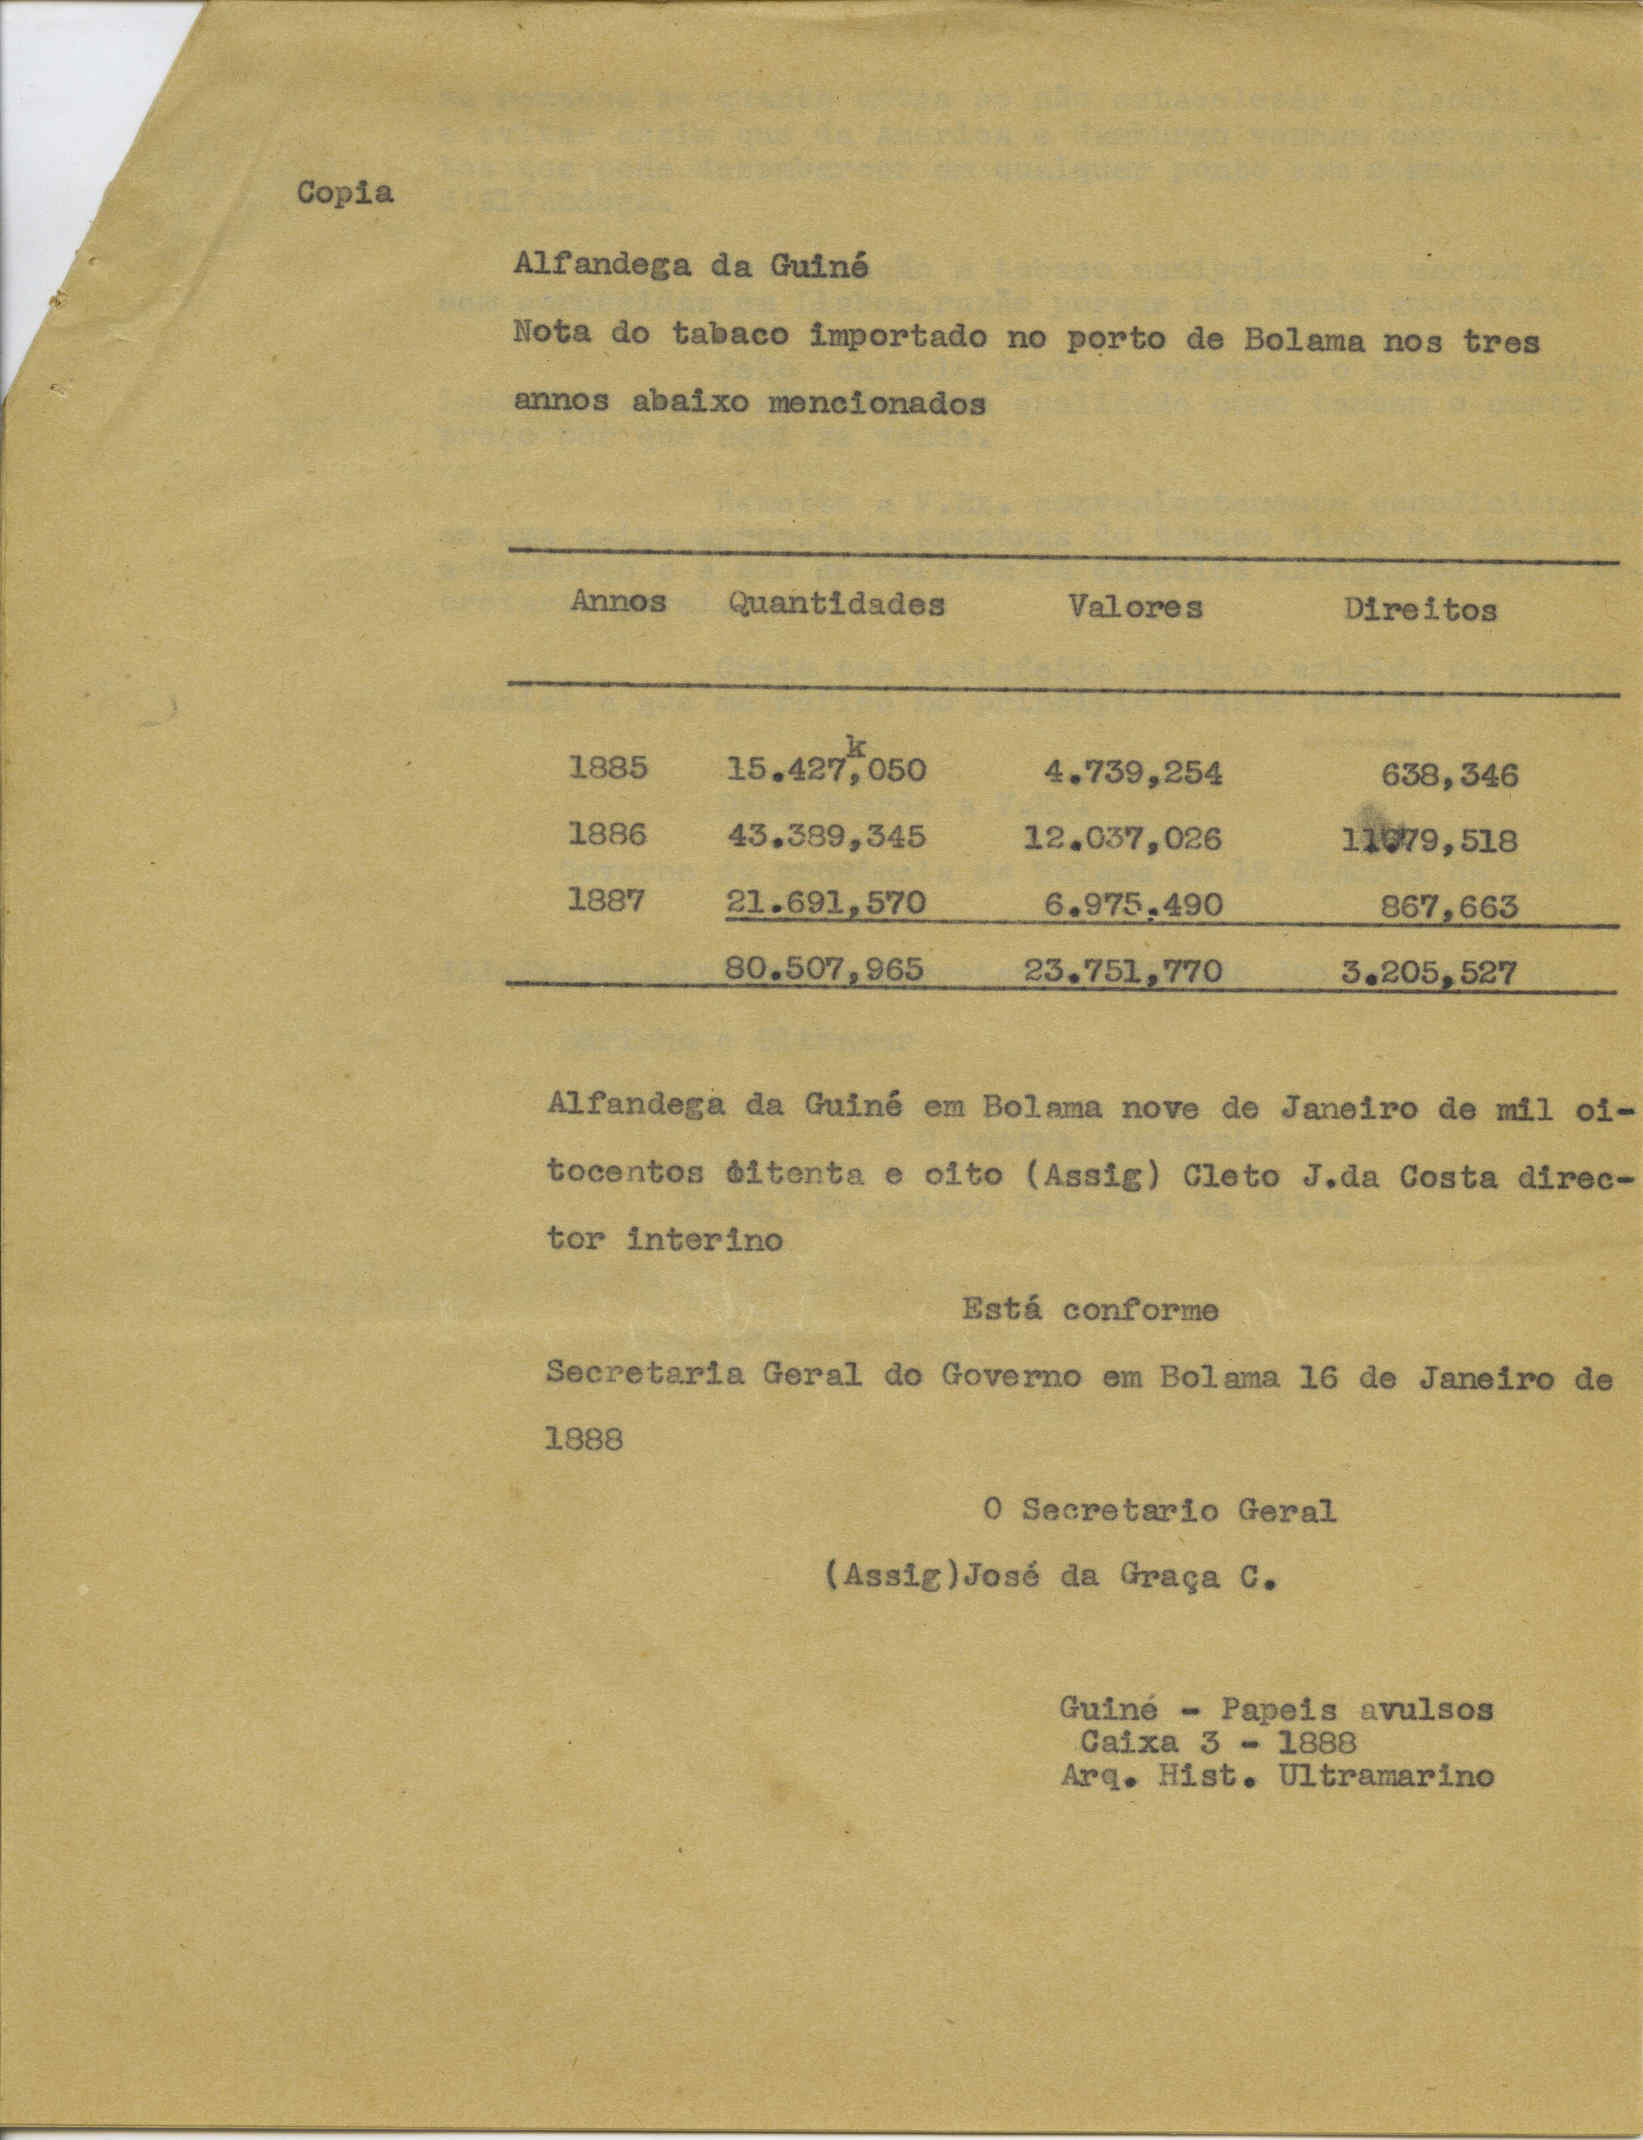 Copia
Alfandega da Guiné
Nota do tabaco importado no porto de Bolama nos tres
annos abaixo mencionados
Annos Quantidades Valores Direitos
k
1885 15.427,050 4.739,254 638,346
1886 43.389,345 12.037,026
1887 21.691,570 6.975.490 867,663
80.507,965 23.751,770 3.205,527
Alfandega da Guiné em Bolama nove de Janeiro de mil oi-
tocentos oitenta e oito (Assig) Cleto J.da Costa direc-
tor interino
Está conforme
Secretaria Geral do Governo em Bolama 16 de Janeiro de
1888
O Secretario Geral
(Assig)José da Graça C.
Guiné - Papeis avulsos
Caixa 3 - 1888
Arq. Hist. Ultramarino